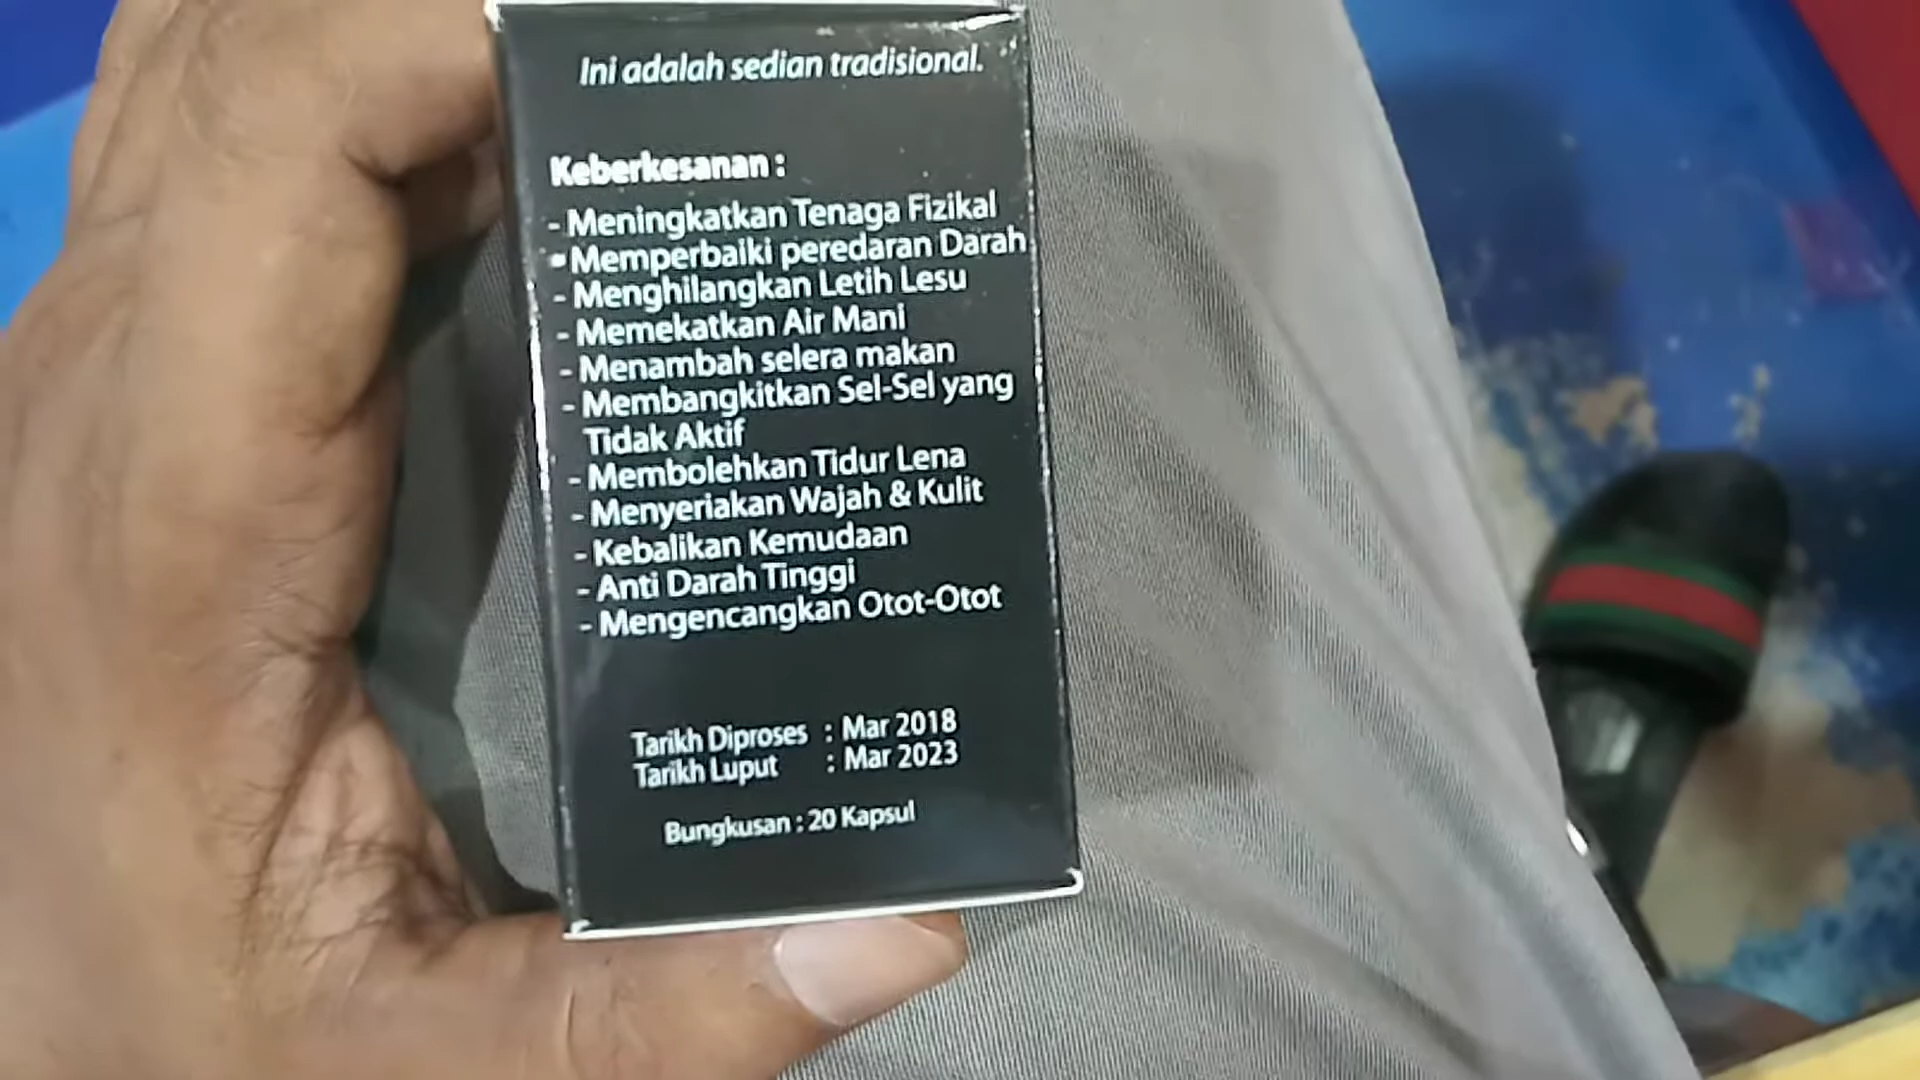 Ini adalah sedian tradisional.
Keberkesanan :
- Meningkatkan Tenaga Fizikal
- Memperbaiki peredaran Darah
- Menghilangkan Letih Lesu
- Memekatkan Air Mani
- Menambah selera makan
- Membangkitkan Sel-Sel yang
Tidak Aktif
- Membolehkan Tidur Lena
- Menyeriakan Wajah & Kulit
- Kebalikan Kemudaan
- Anti Darah Tinggi
- Mengencangkan Otot-Otot
Tarikh Diproses : Mar 2018
Tarikh Luput : Mar 2023
Bungkusan : 20 Kapsul